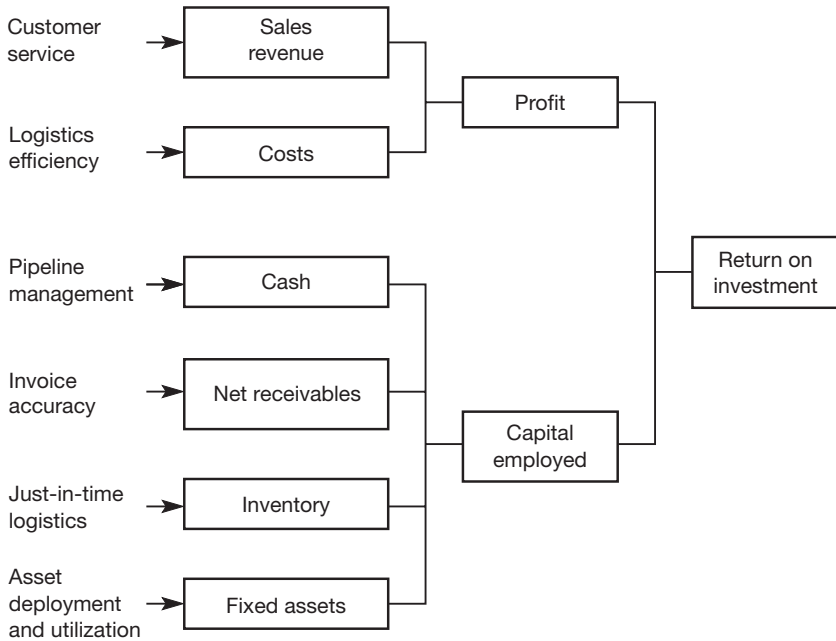 Customer
service
Sales
revenue
Profit
Logistics
efficiency
Costs
Return on
investment
Pipeline
management
Cash
Invoice
accuracy
Net receivables
Capital
employed
Just-in-time
logistics
Inventory
Asset
deployment
and utilization
Fixed assets